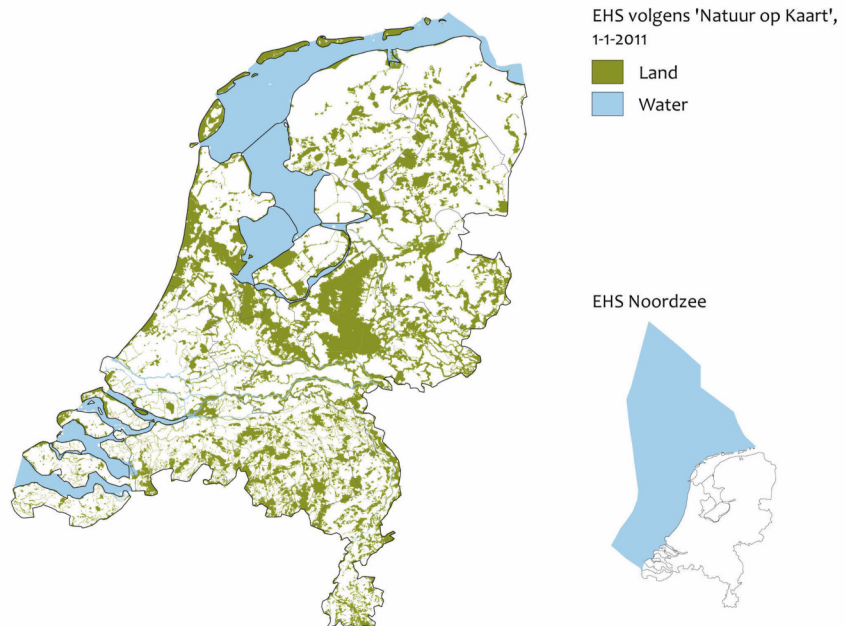 EHS volgens 'Natuur op Kaart',
1-1-2011
Land
Water
EHS Noordzee